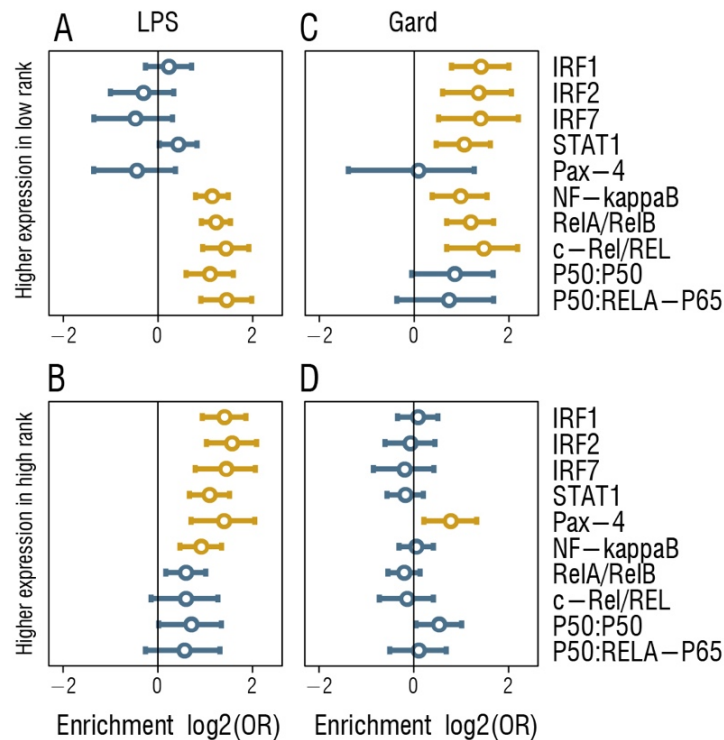 A LPS C Gard
Higher expression in low rank
IRF1
IRF2
IRF7
STAT1
Pax–4
NF–kappaB
RelA/RelB
c–Rel/REL
P50:P50
P50:RELA–P65
−2 0 2 −2 0 2
B D
Higher expression in high rank
IRF1
IRF2
IRF7
STAT1
Pax–4
NF–kappaB
RelA/RelB
c–Rel/REL
P50:P50
P50:RELA–P65
−2 0 2 −2 0 2
Enrichment log2(OR) Enrichment log2(OR)